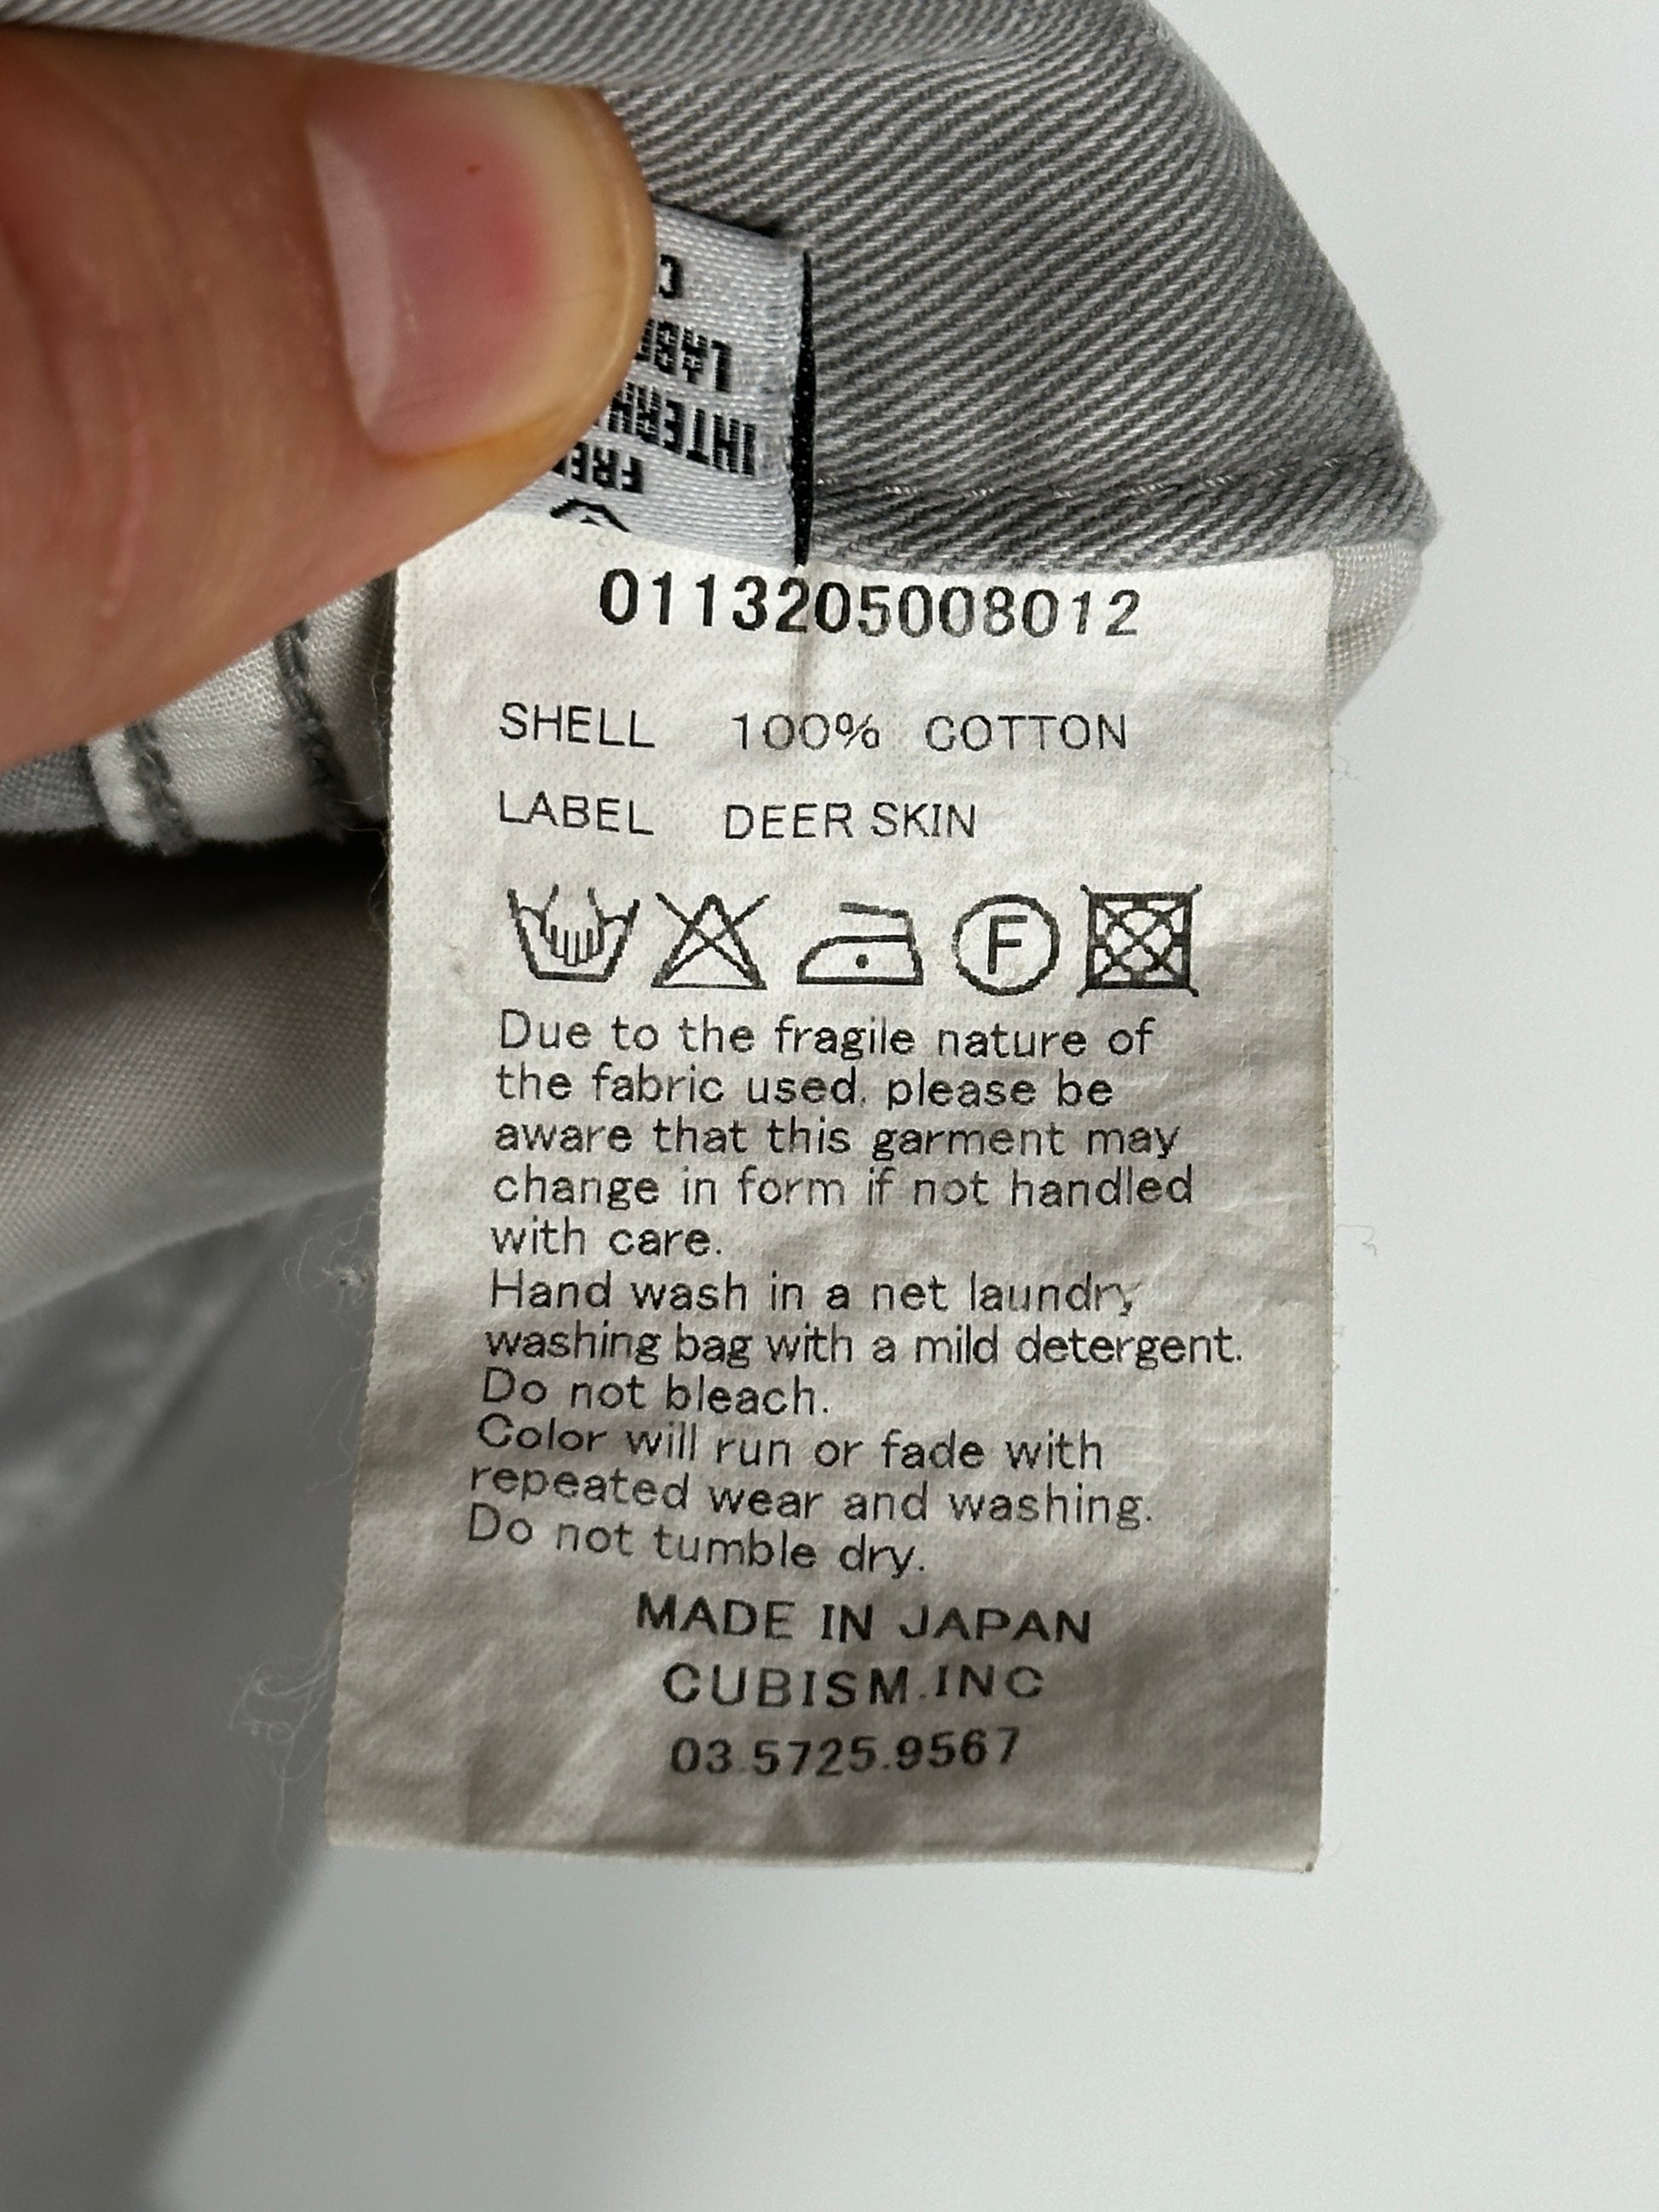 0113205008012
SHELL 100% COTTON
LABEL DEER SKIN
F
Due to the fragile nature of
the fabric used, please be
aware that this garment may
change in form if not handled
with care.
Hand wash in a net laundry
washing bag with a mild detergent.
Do not bleach.
Color will run or fade with
repeated wear and washing.
Do not tumble dry.
MADE IN JAPAN
CUBISM.INC
03.5725.9567